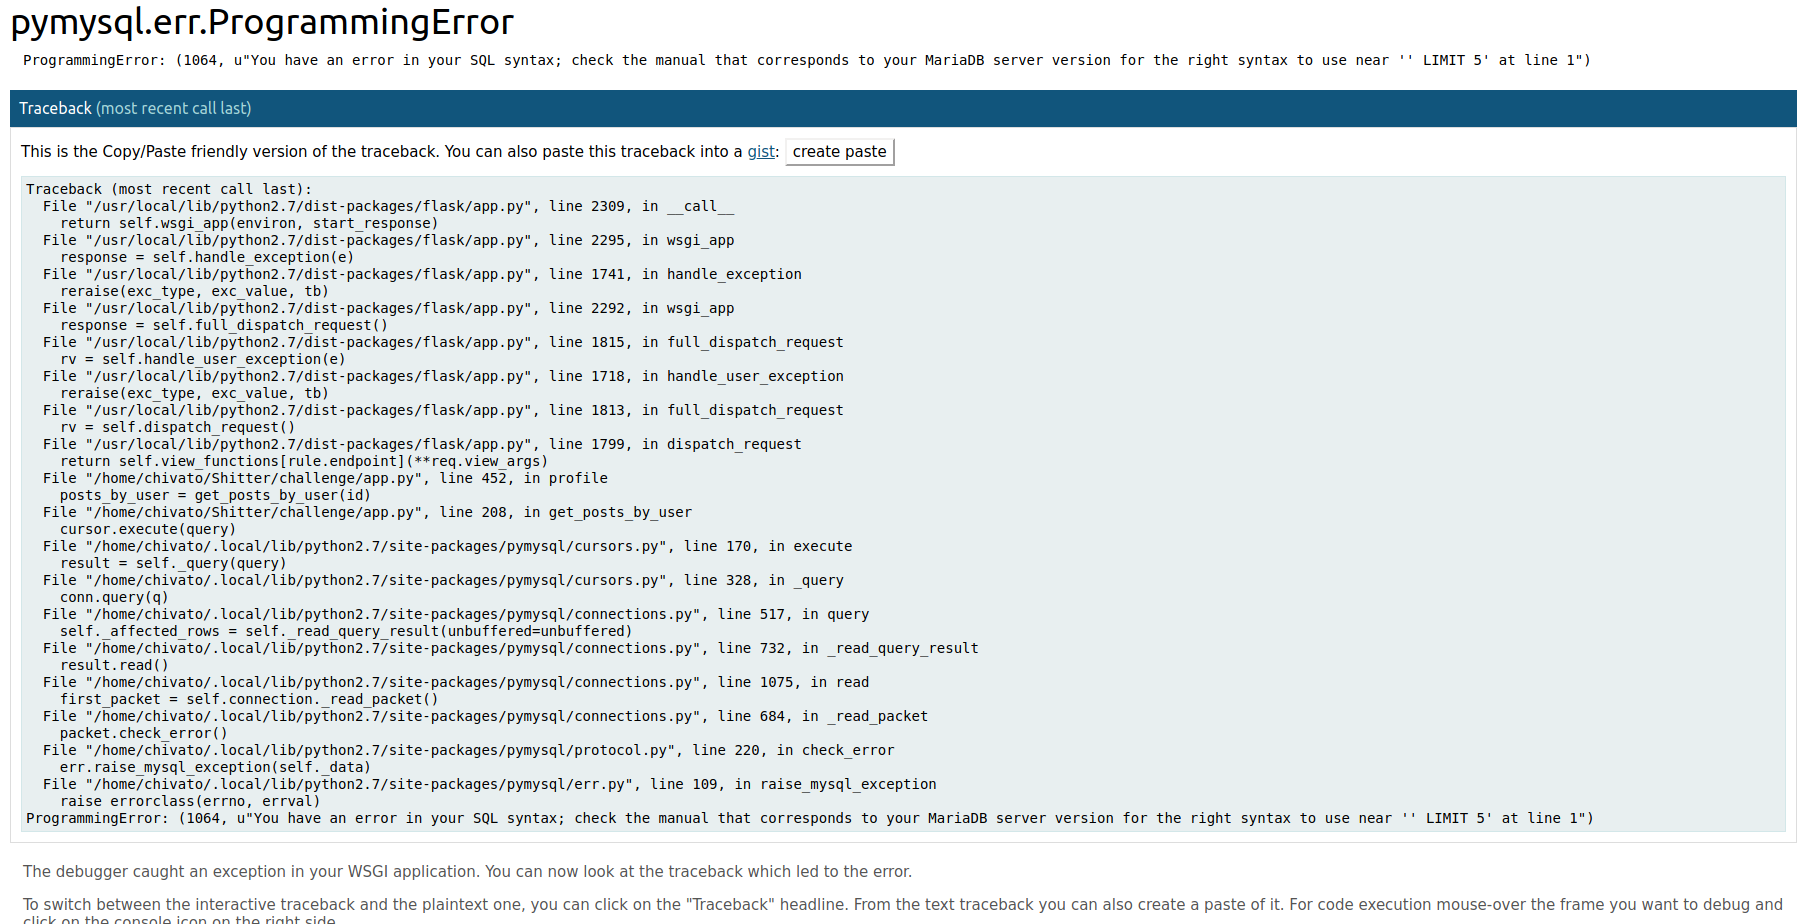 pymysql.err.ProgrammingError
ProgrammingError: (1064, u"You have an error in your SQL syntax; check the manual that corresponds to your MariaDB server version for the right syntax to use near '' LIMIT 5' at line 1")
Traceback (most recent call last)
This is the Copy/Paste friendly version of the traceback. You can also paste this traceback into a gist: create paste
Traceback (most recent call last):
  File "/usr/local/lib/python2.7/dist-packages/flask/app.py", line 2309, in __call__
    return self.wsgi_app(environ, start_response)
  File "/usr/local/lib/python2.7/dist-packages/flask/app.py", line 2295, in wsgi_app
    response = self.handle_exception(e)
  File "/usr/local/lib/python2.7/dist-packages/flask/app.py", line 1741, in handle_exception
    reraise(exc_type, exc_value, tb)
  File "/usr/local/lib/python2.7/dist-packages/flask/app.py", line 2292, in wsgi_app
    response = self.full_dispatch_request()
  File "/usr/local/lib/python2.7/dist-packages/flask/app.py", line 1815, in full_dispatch_request
    rv = self.handle_user_exception(e)
  File "/usr/local/lib/python2.7/dist-packages/flask/app.py", line 1718, in handle_user_exception
    reraise(exc_type, exc_value, tb)
  File "/usr/local/lib/python2.7/dist-packages/flask/app.py", line 1813, in full_dispatch_request
    rv = self.dispatch_request()
  File "/usr/local/lib/python2.7/dist-packages/flask/app.py", line 1799, in dispatch_request
    return self.view_functions[rule.endpoint](**req.view_args)
  File "/home/chivato/Shitter/challenge/app.py", line 452, in profile
    posts_by_user = get_posts_by_user(id)
  File "/home/chivato/Shitter/challenge/app.py", line 208, in get_posts_by_user
    cursor.execute(query)
  File "/home/chivato/.local/lib/python2.7/site-packages/pymysql/cursors.py", line 170, in execute
    result = self._query(query)
  File "/home/chivato/.local/lib/python2.7/site-packages/pymysql/cursors.py", line 328, in _query
    conn.query(q)
  File "/home/chivato/.local/lib/python2.7/site-packages/pymysql/connections.py", line 517, in query
    self._affected_rows = self._read_query_result(unbuffered=unbuffered)
  File "/home/chivato/.local/lib/python2.7/site-packages/pymysql/connections.py", line 732, in _read_query_result
    result.read()
  File "/home/chivato/.local/lib/python2.7/site-packages/pymysql/connections.py", line 1075, in read
    first_packet = self.connection._read_packet()
  File "/home/chivato/.local/lib/python2.7/site-packages/pymysql/connections.py", line 684, in _read_packet
    packet.check_error()
  File "/home/chivato/.local/lib/python2.7/site-packages/pymysql/protocol.py", line 220, in check_error
    err.raise_mysql_exception(self._data)
  File "/home/chivato/.local/lib/python2.7/site-packages/pymysql/err.py", line 109, in raise_mysql_exception
    raise errorclass(errno, errval)
ProgrammingError: (1064, u"You have an error in your SQL syntax; check the manual that corresponds to your MariaDB server version for the right syntax to use near '' LIMIT 5' at line 1")
The debugger caught an exception in your WSGI application. You can now look at the traceback which led to the error.
To switch between the interactive traceback and the plaintext one, you can click on the "Traceback" headline. From the text traceback you can also create a paste of it. For code execution mouse-over the frame you want to debug and
click on the console icon on the right side.